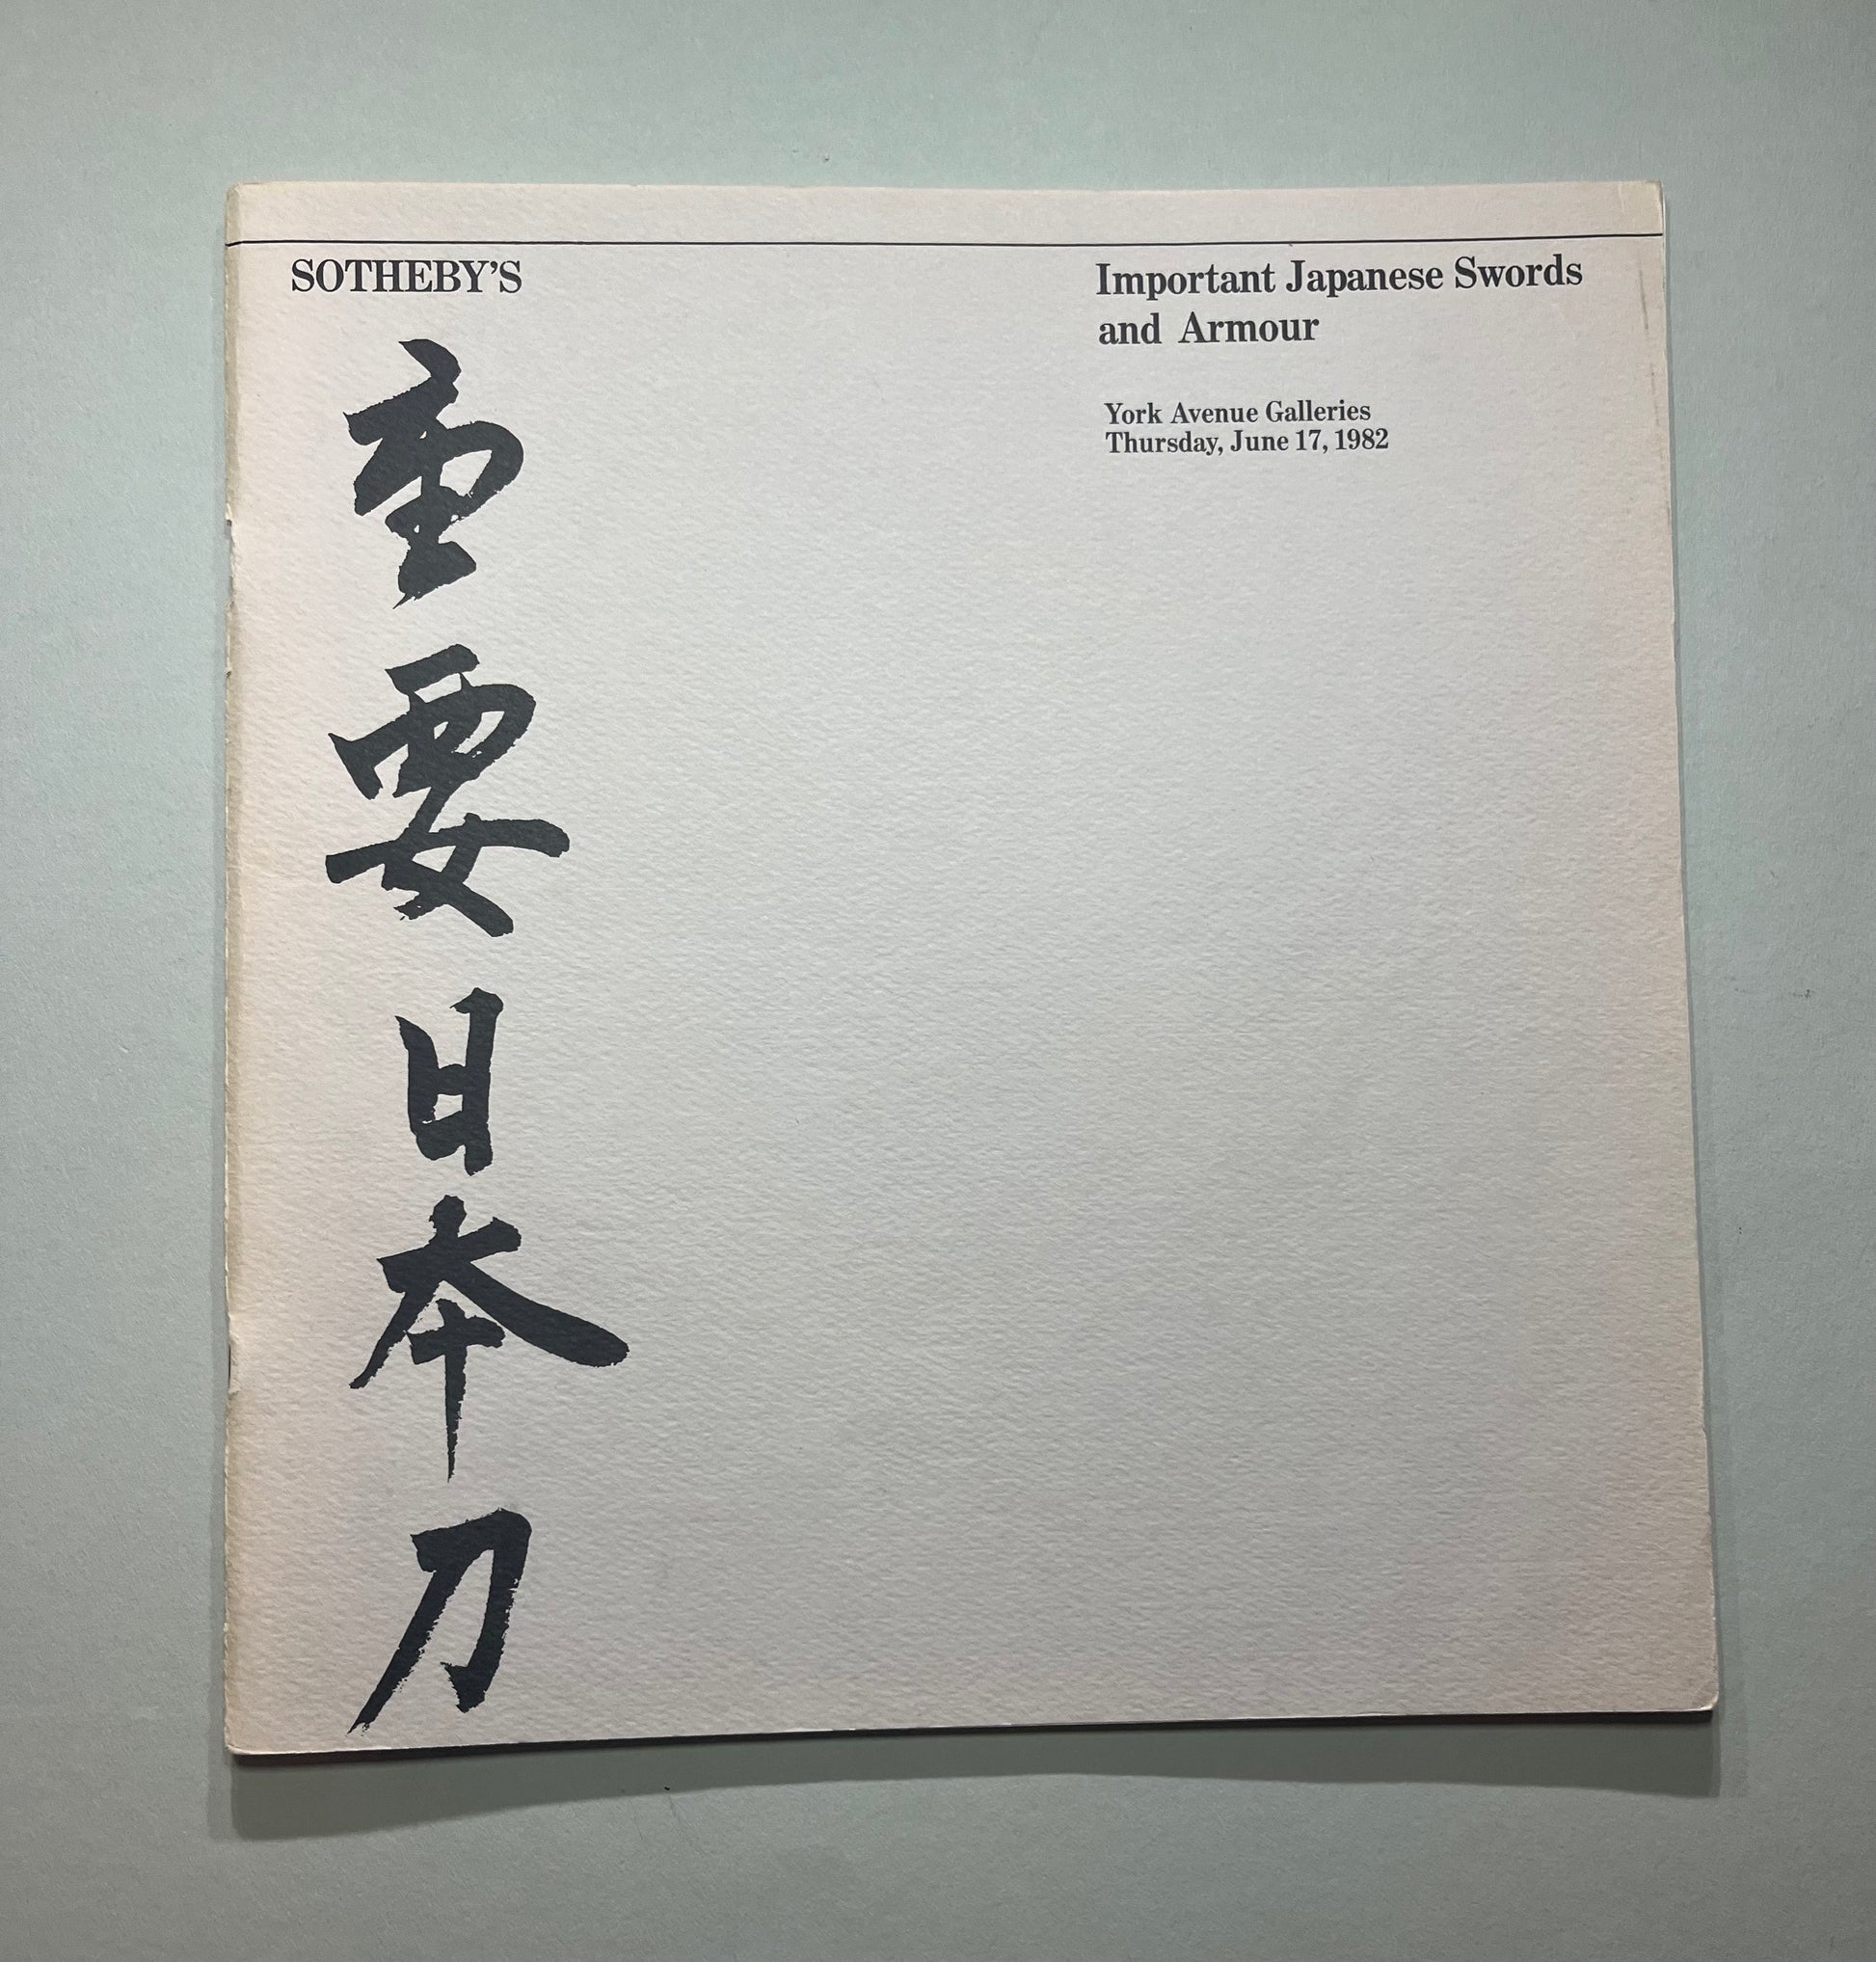 SOTHEBY'S
Important Japanese Swords
and Armour
York Avenue Galleries
Thursday, June 17, 1982
重要日本刀